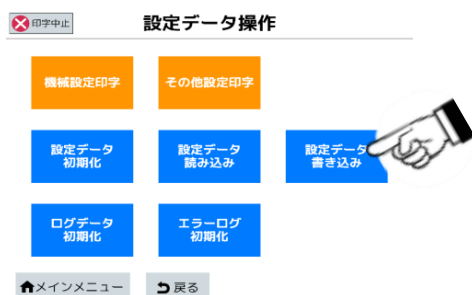 印字中止
設定データ操作
機械設定印字
その他設定印字
設定データ
初期化
設定データ
読み込み
設定データ
書き込み
ログデータ
初期化
エラーログ
初期化
メインメニュー
戻る